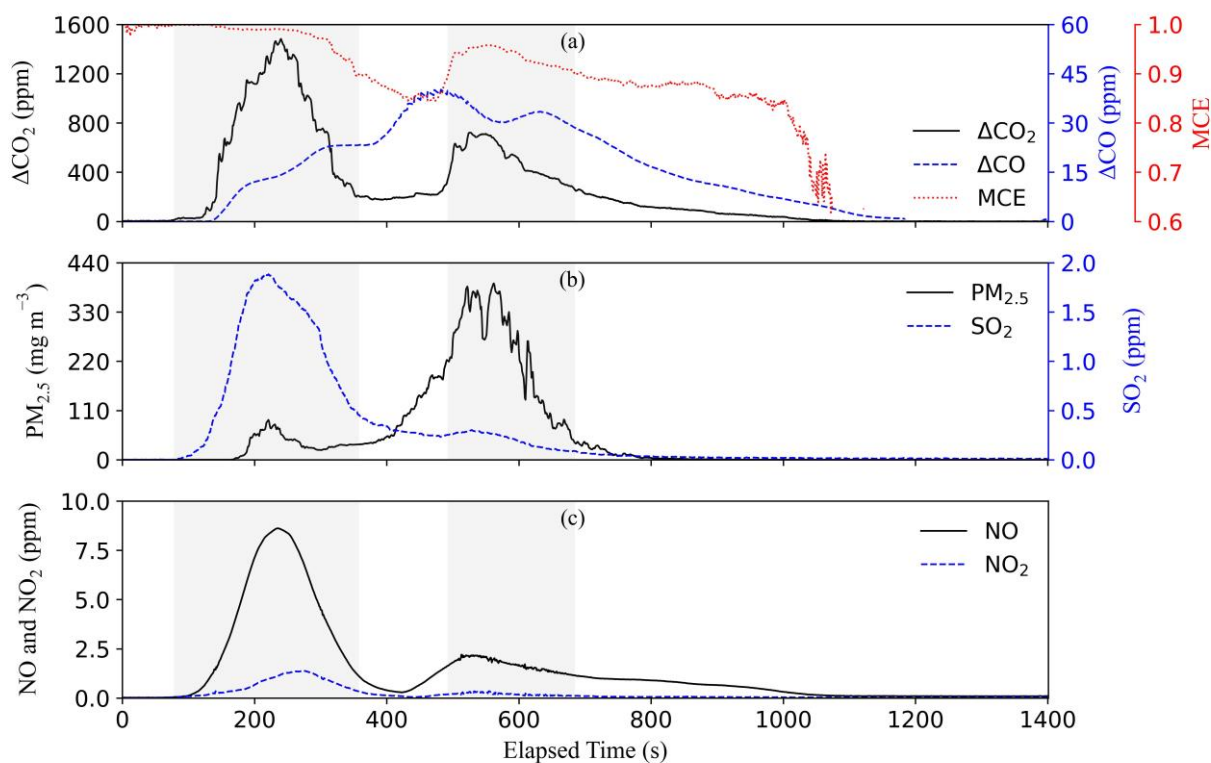 (a)
1600
1200
800
400
0
ΔCO₂ (ppm)
60
45
30
15
0
ΔCO (ppm)
1.0
0.9
0.8
0.7
0.6
MCE
ΔCO₂
ΔCO
MCE
(b)
440
330
220
110
0
PM₂.₅ (mg m⁻³)
2.0
1.5
1.0
0.5
0.0
SO₂ (ppm)
PM₂.₅
SO₂
(c)
10.0
7.5
5.0
2.5
0.0
NO and NO₂ (ppm)
NO
NO₂
0 200 400 600 800 1000 1200 1400
Elapsed Time (s)